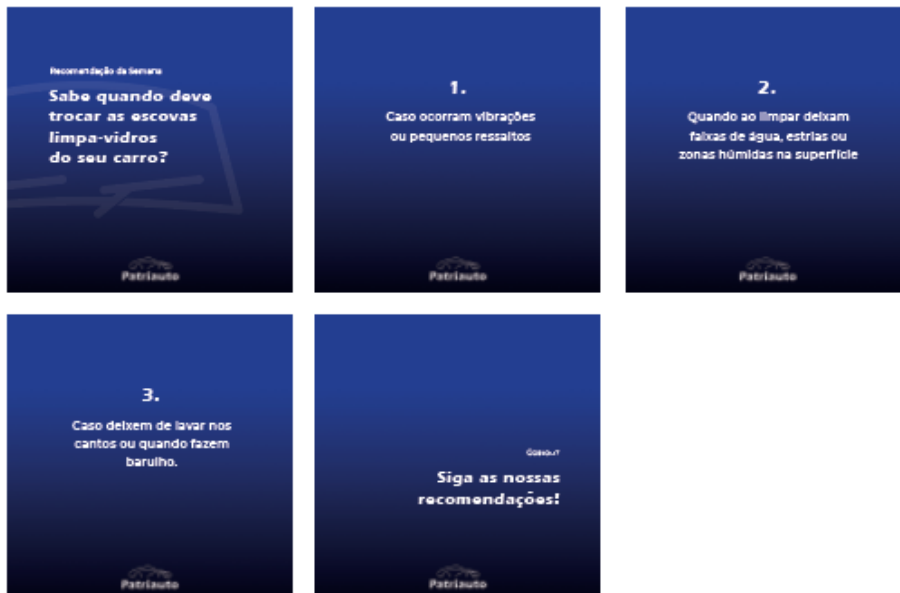 Recomendação da Semana
Sabe quando deve
trocar as escovas
limpa-vidros
do seu carro?
Patriauto
1.
Caso ocorram vibrações
ou pequenos ressaltos
Patriauto
2.
Quando ao limpar deixam
faixas de água, estrias ou
zonas húmidas na superfície
Patriauto
3.
Caso deixem de lavar nos
cantos ou quando fazem
barulho.
Patriauto
Gostou?
Siga as nossas
recomendações!
Patriauto